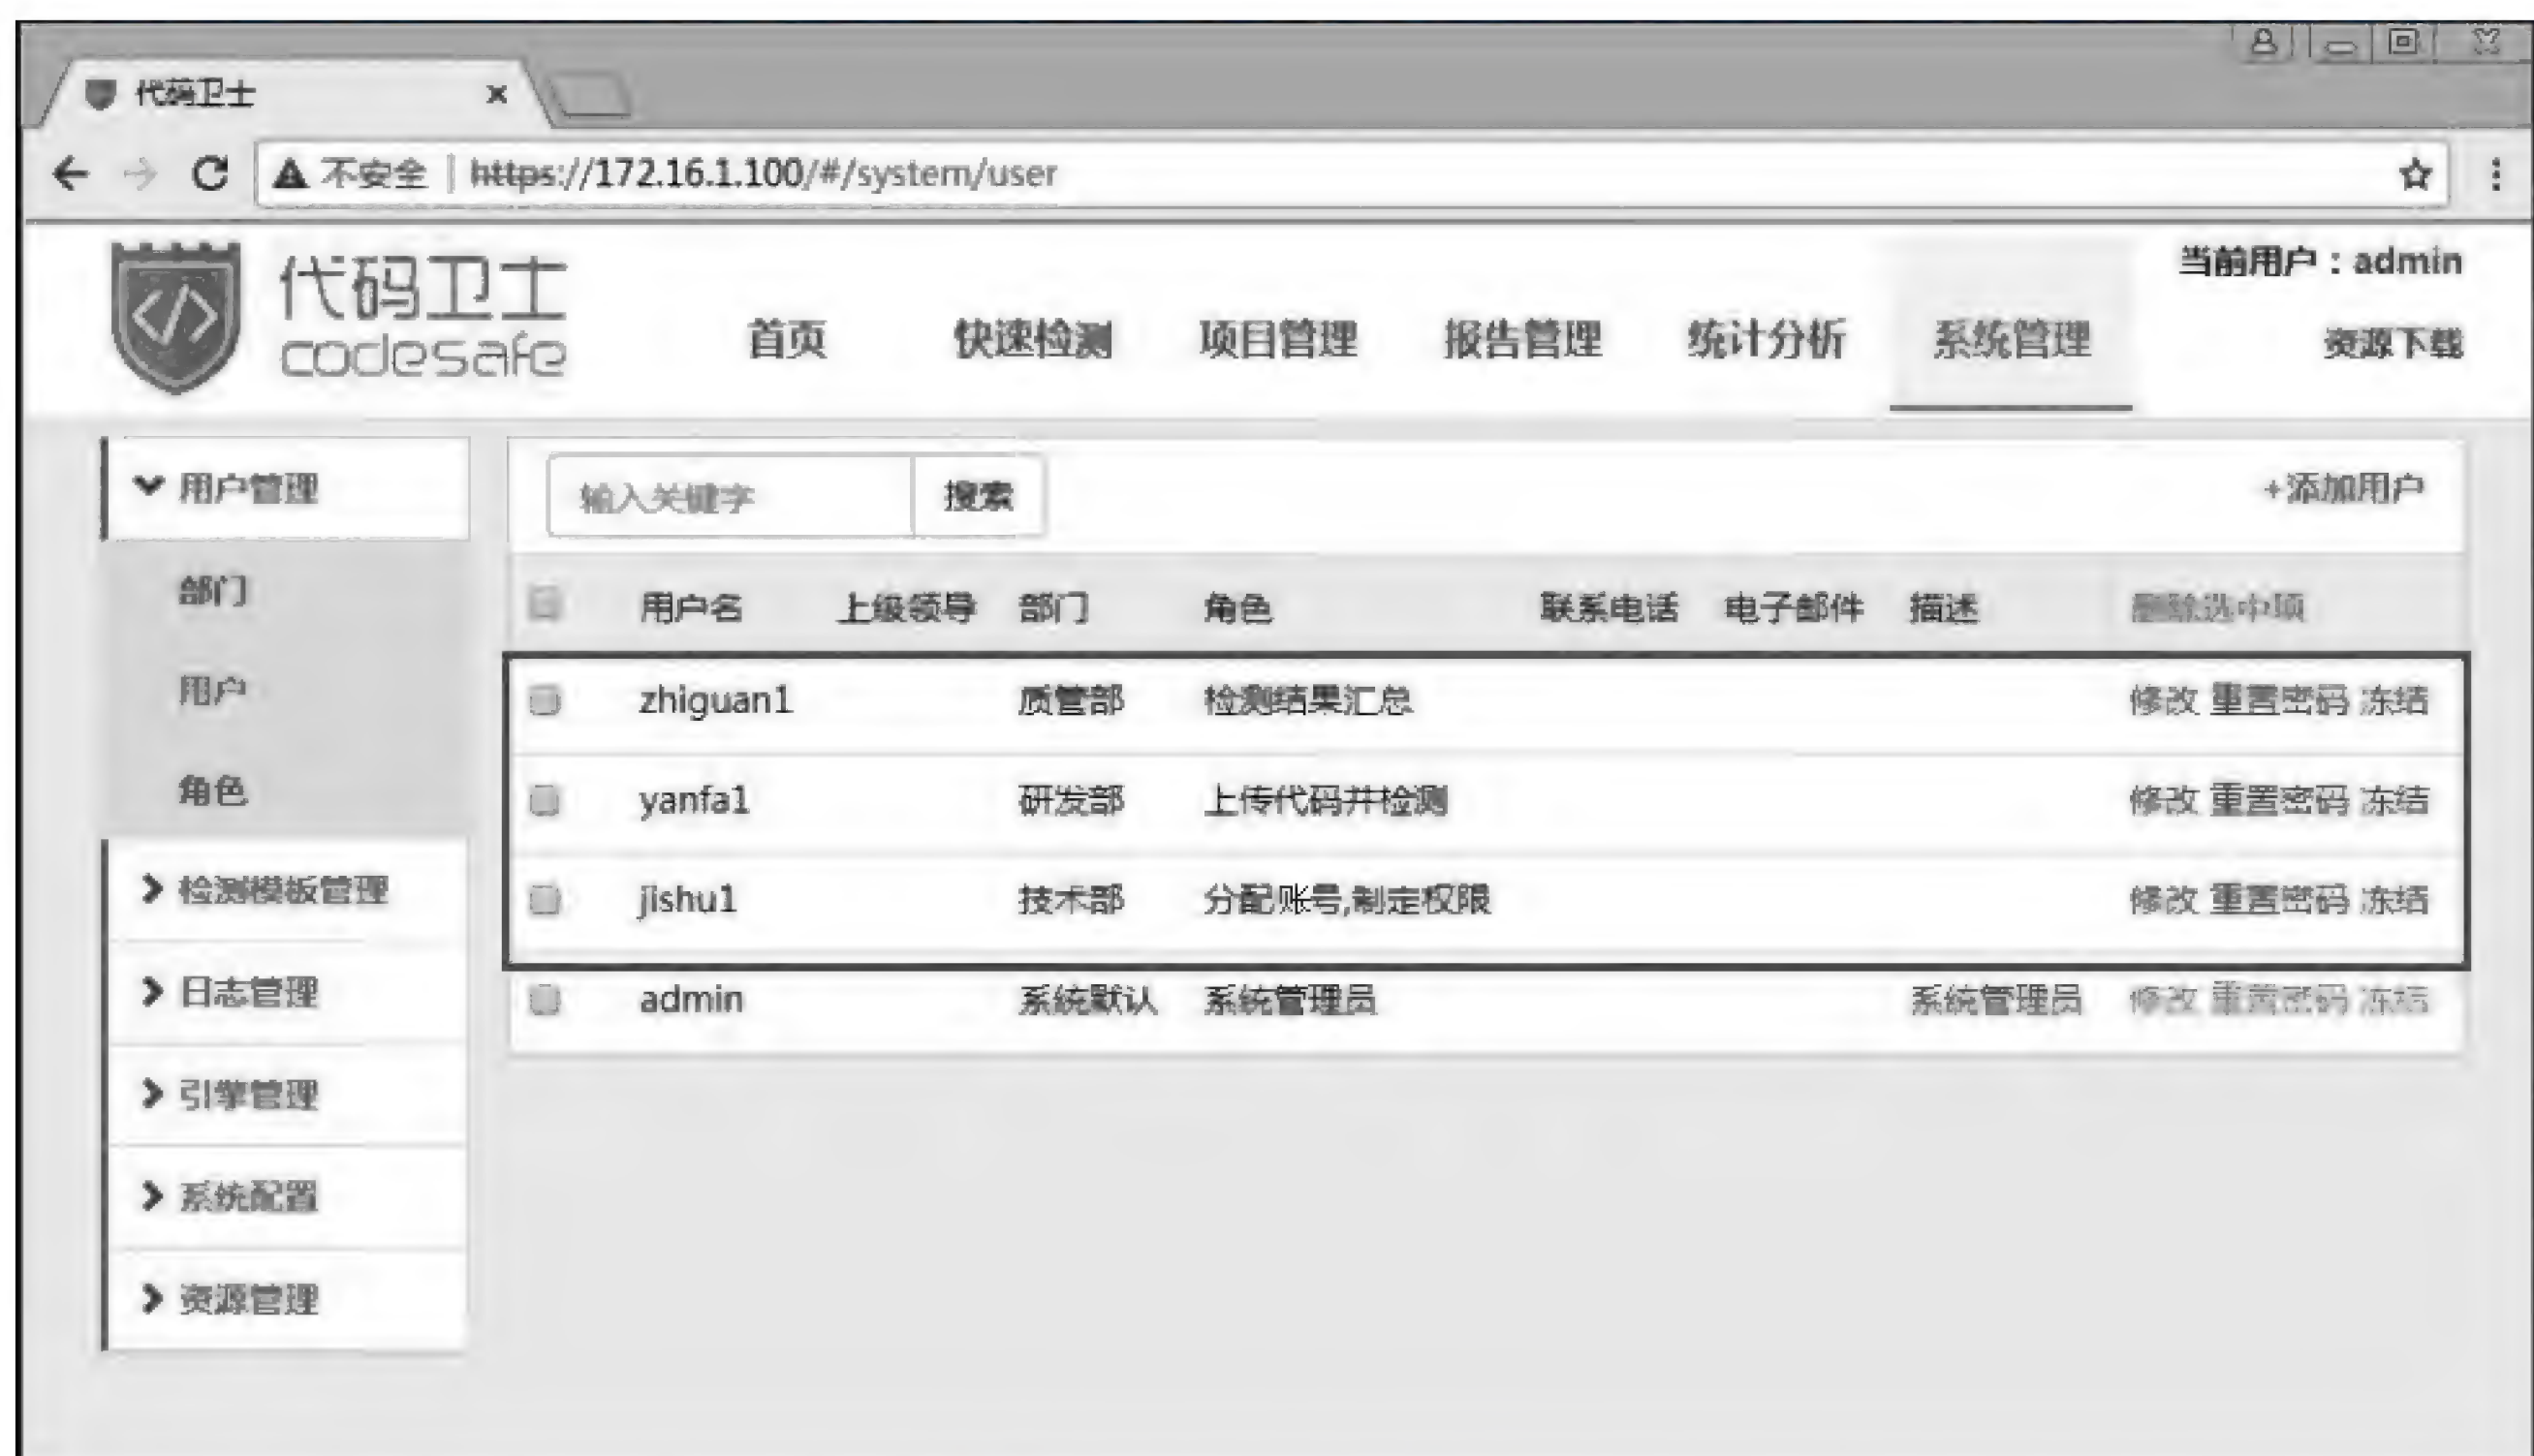 代码卫士
不安全 https://172.16.1.100/#/system/user
代码卫士
codesafe
当前用户：admin
首页 快速检测 项目管理 报告管理 统计分析 系统管理 资源下载
用户管理
部门
用户
角色
检测模板管理
日志管理
引擎管理
系统配置
资源管理
输入关键字 搜索 +添加用户
用户名 上级领导 部门 角色 联系电话 电子邮件 描述 删除选中项
zhiguan1 质管部 检测结果汇总 修改 重置密码 冻结
yanfa1 研发部 上传代码并检测 修改 重置密码 冻结
jishu1 技术部 分配账号,制定权限 修改 重置密码 冻结
admin 系统默认 系统管理员 系统管理员 修改 重置密码 冻结